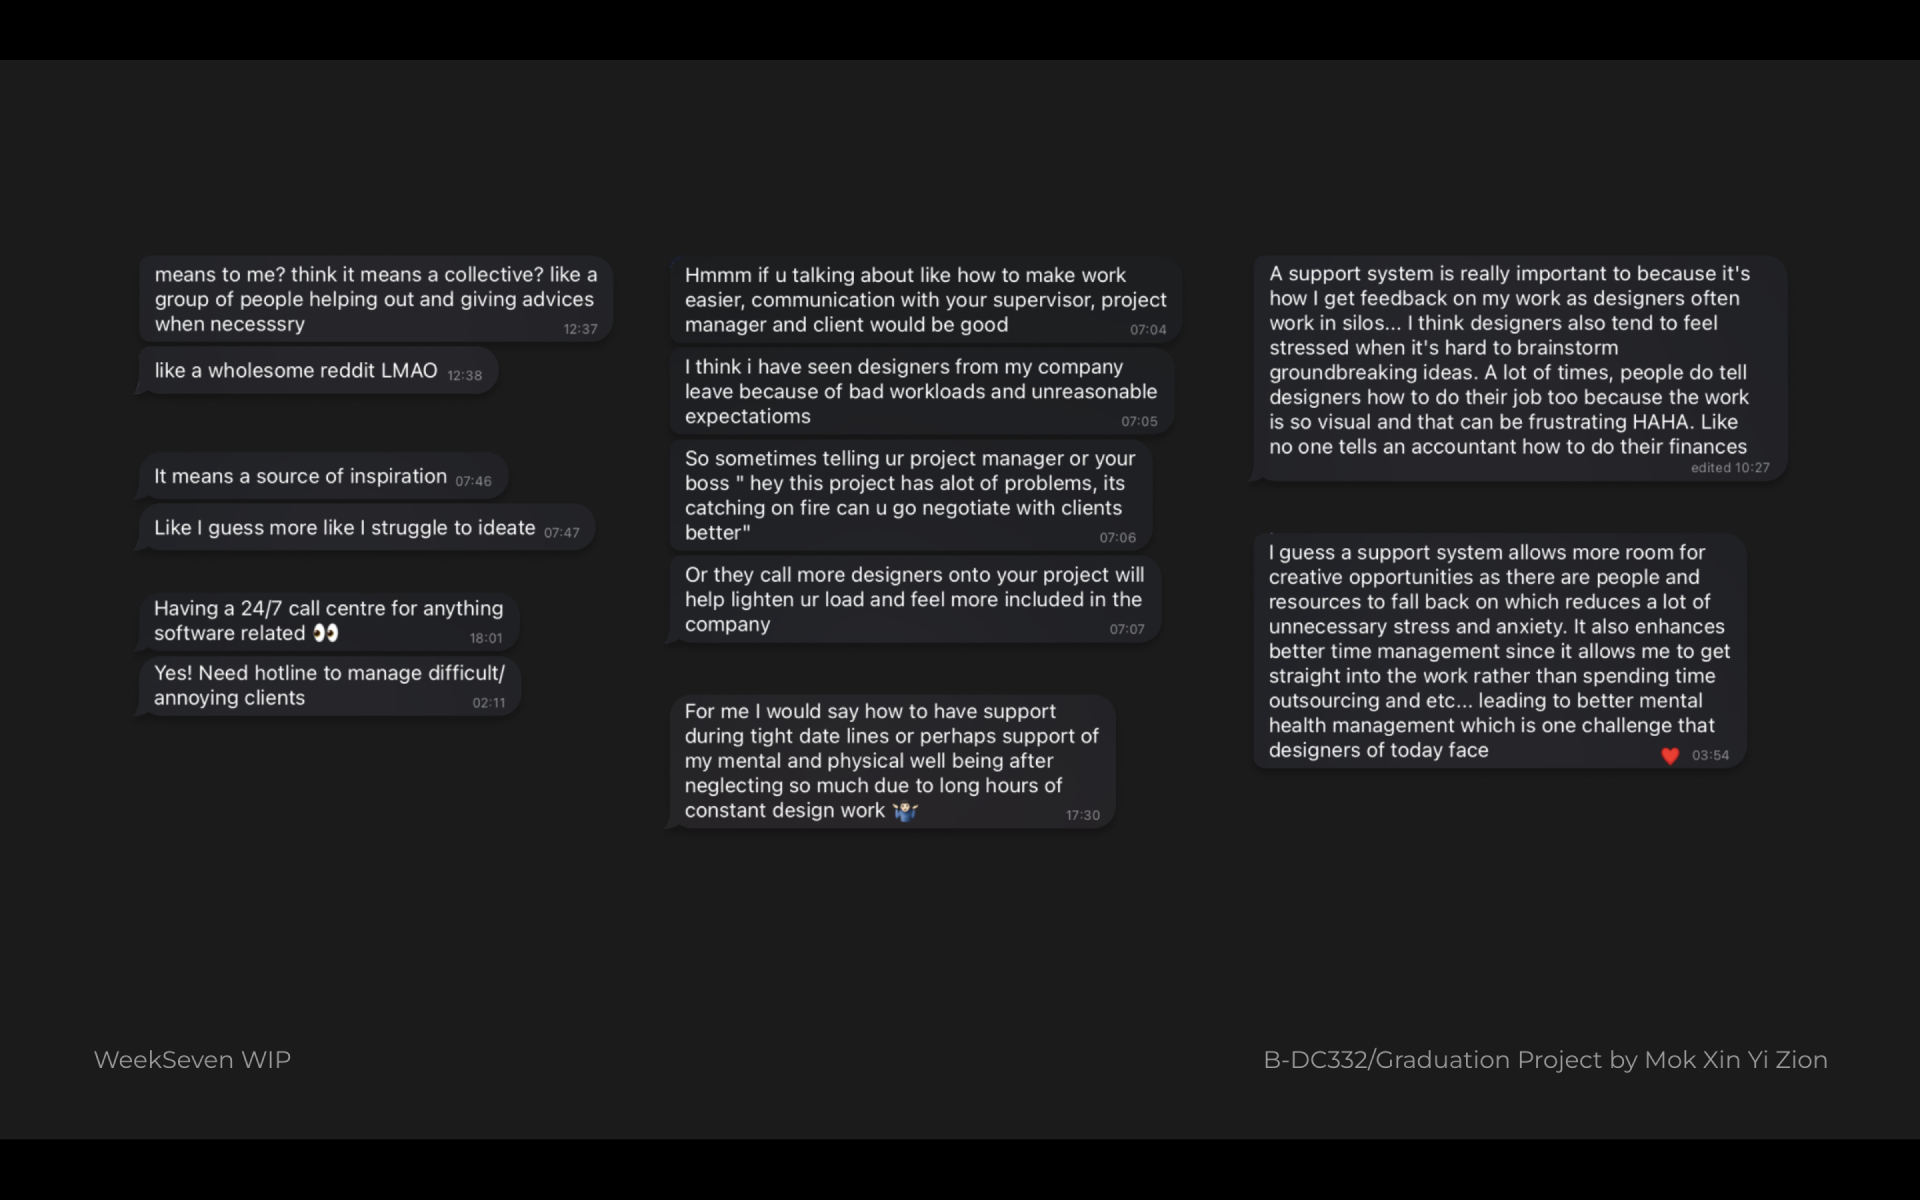 means to me? think it means a collective? like a
group of people helping out and giving advices
when necesssry 12:37
like a wholesome reddit LMAO 12:38
It means a source of inspiration 07:46
Like I guess more like I struggle to ideate 07:47
Having a 24/7 call centre for anything
software related 👀 18:01
Yes! Need hotline to manage difficult/
annoying clients 02:11
Hmmm if u talking about like how to make work
easier, communication with your supervisor, project
manager and client would be good 07:04
I think i have seen designers from my company
leave because of bad workloads and unreasonable
expectatioms 07:05
So sometimes telling ur project manager or your
boss " hey this project has alot of problems, its
catching on fire can u go negotiate with clients
better" 07:06
Or they call more designers onto your project will
help lighten ur load and feel more included in the
company 07:07
For me I would say how to have support
during tight date lines or perhaps support of
my mental and physical well being after
neglecting so much due to long hours of
constant design work 🤷🏻‍♂️ 17:30
A support system is really important to because it's
how I get feedback on my work as designers often
work in silos... I think designers also tend to feel
stressed when it's hard to brainstorm
groundbreaking ideas. A lot of times, people do tell
designers how to do their job too because the work
is so visual and that can be frustrating HAHA. Like
no one tells an accountant how to do their finances
edited 10:27
I guess a support system allows more room for
creative opportunities as there are people and
resources to fall back on which reduces a lot of
unnecessary stress and anxiety. It also enhances
better time management since it allows me to get
straight into the work rather than spending time
outsourcing and etc... leading to better mental
health management which is one challenge that
designers of today face ❤️ 03:54
WeekSeven WIP
B-DC332/Graduation Project by Mok Xin Yi Zion